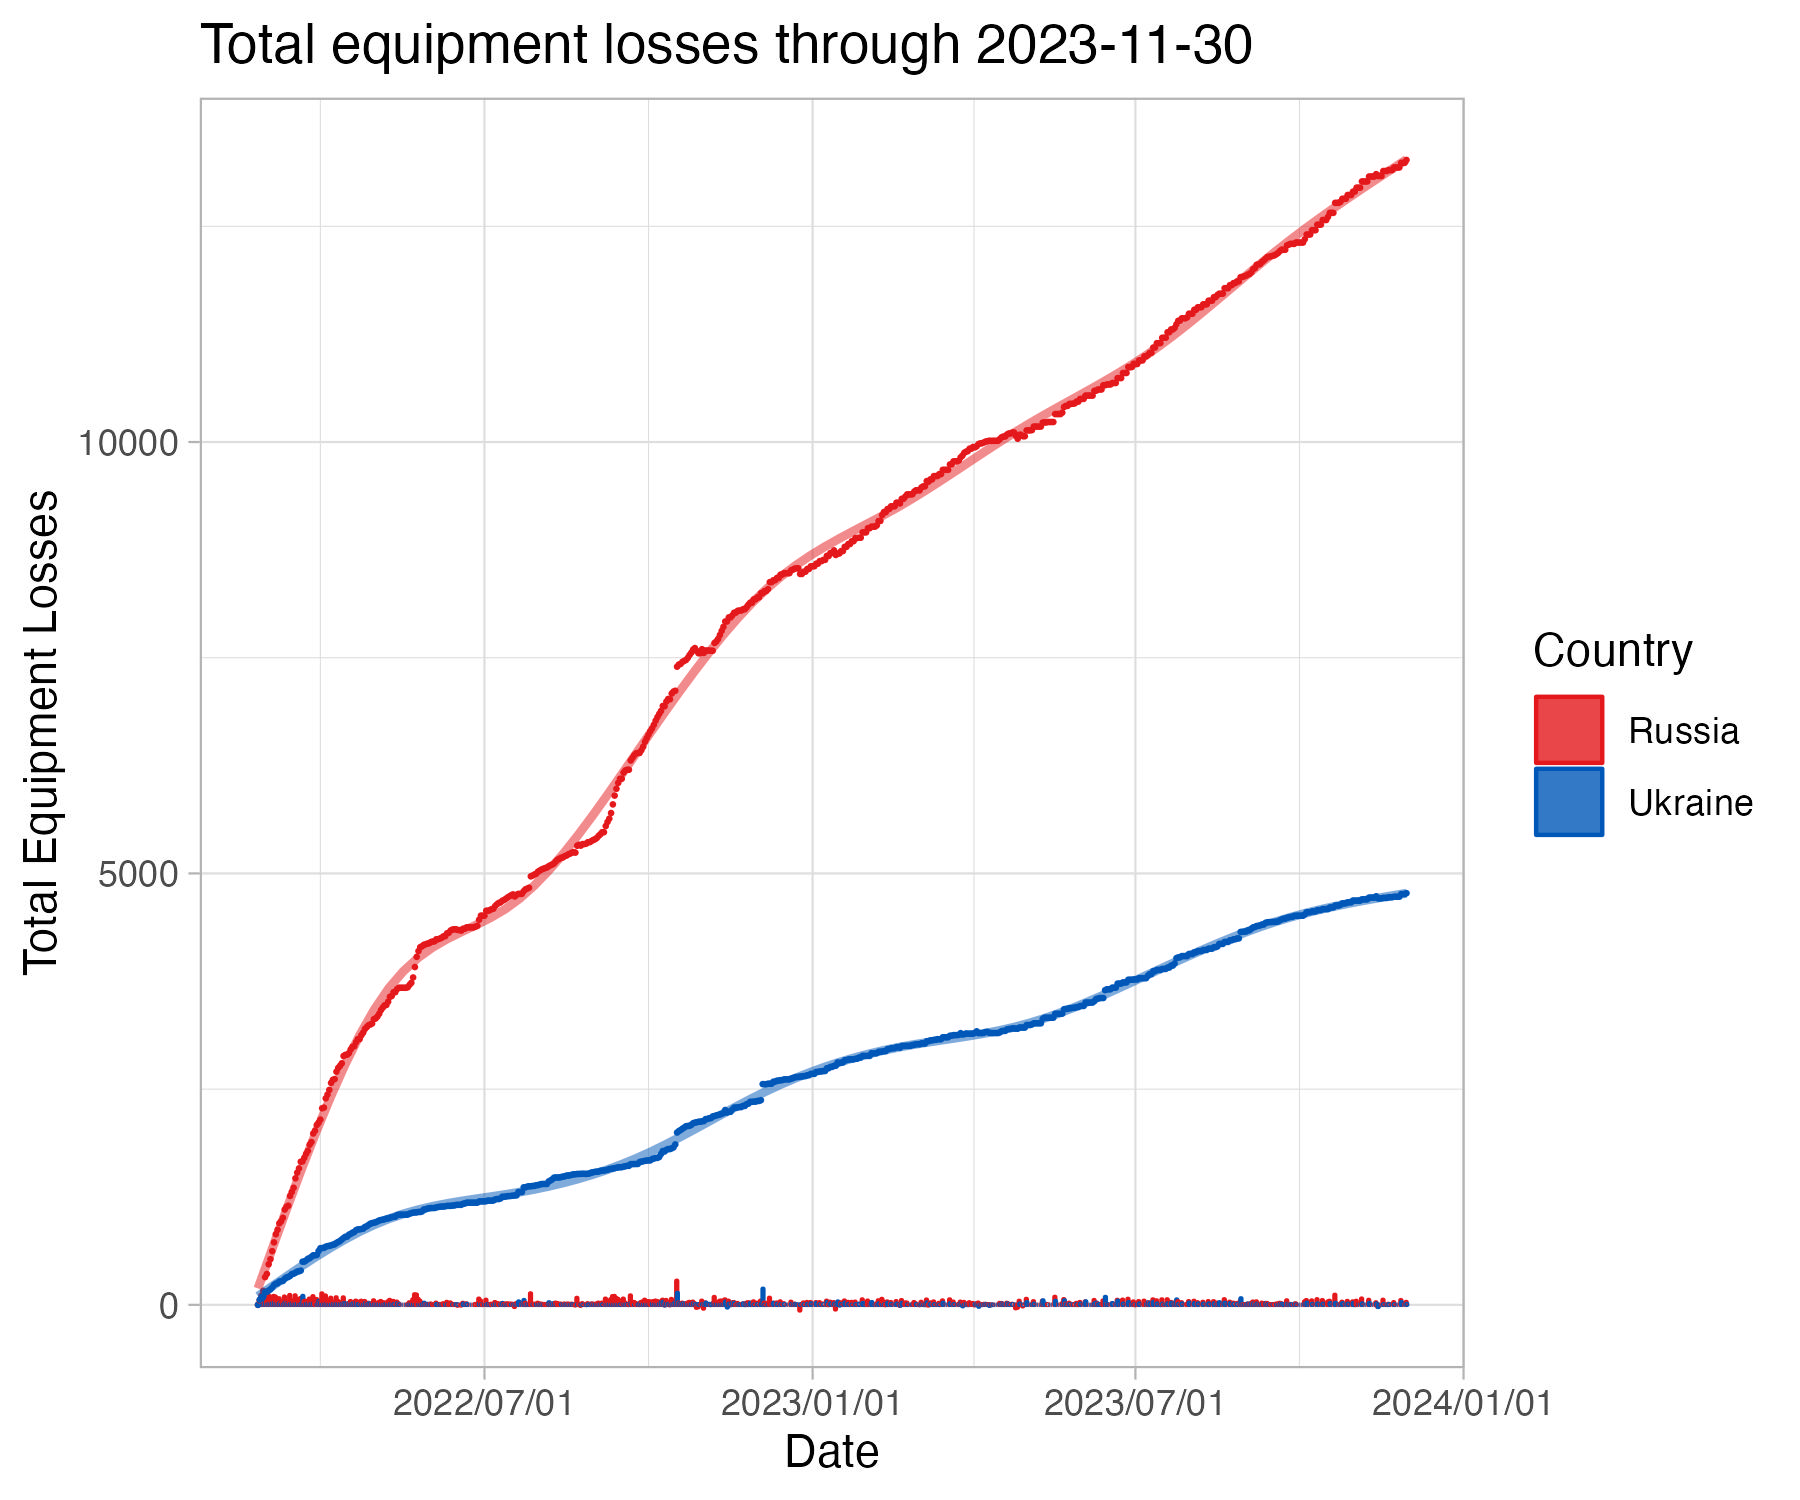 Total equipment losses through 2023-11-30
Total Equipment Losses
10000
5000
0
2022/07/01
2023/01/01
2023/07/01
2024/01/01
Date
Country
Russia
Ukraine